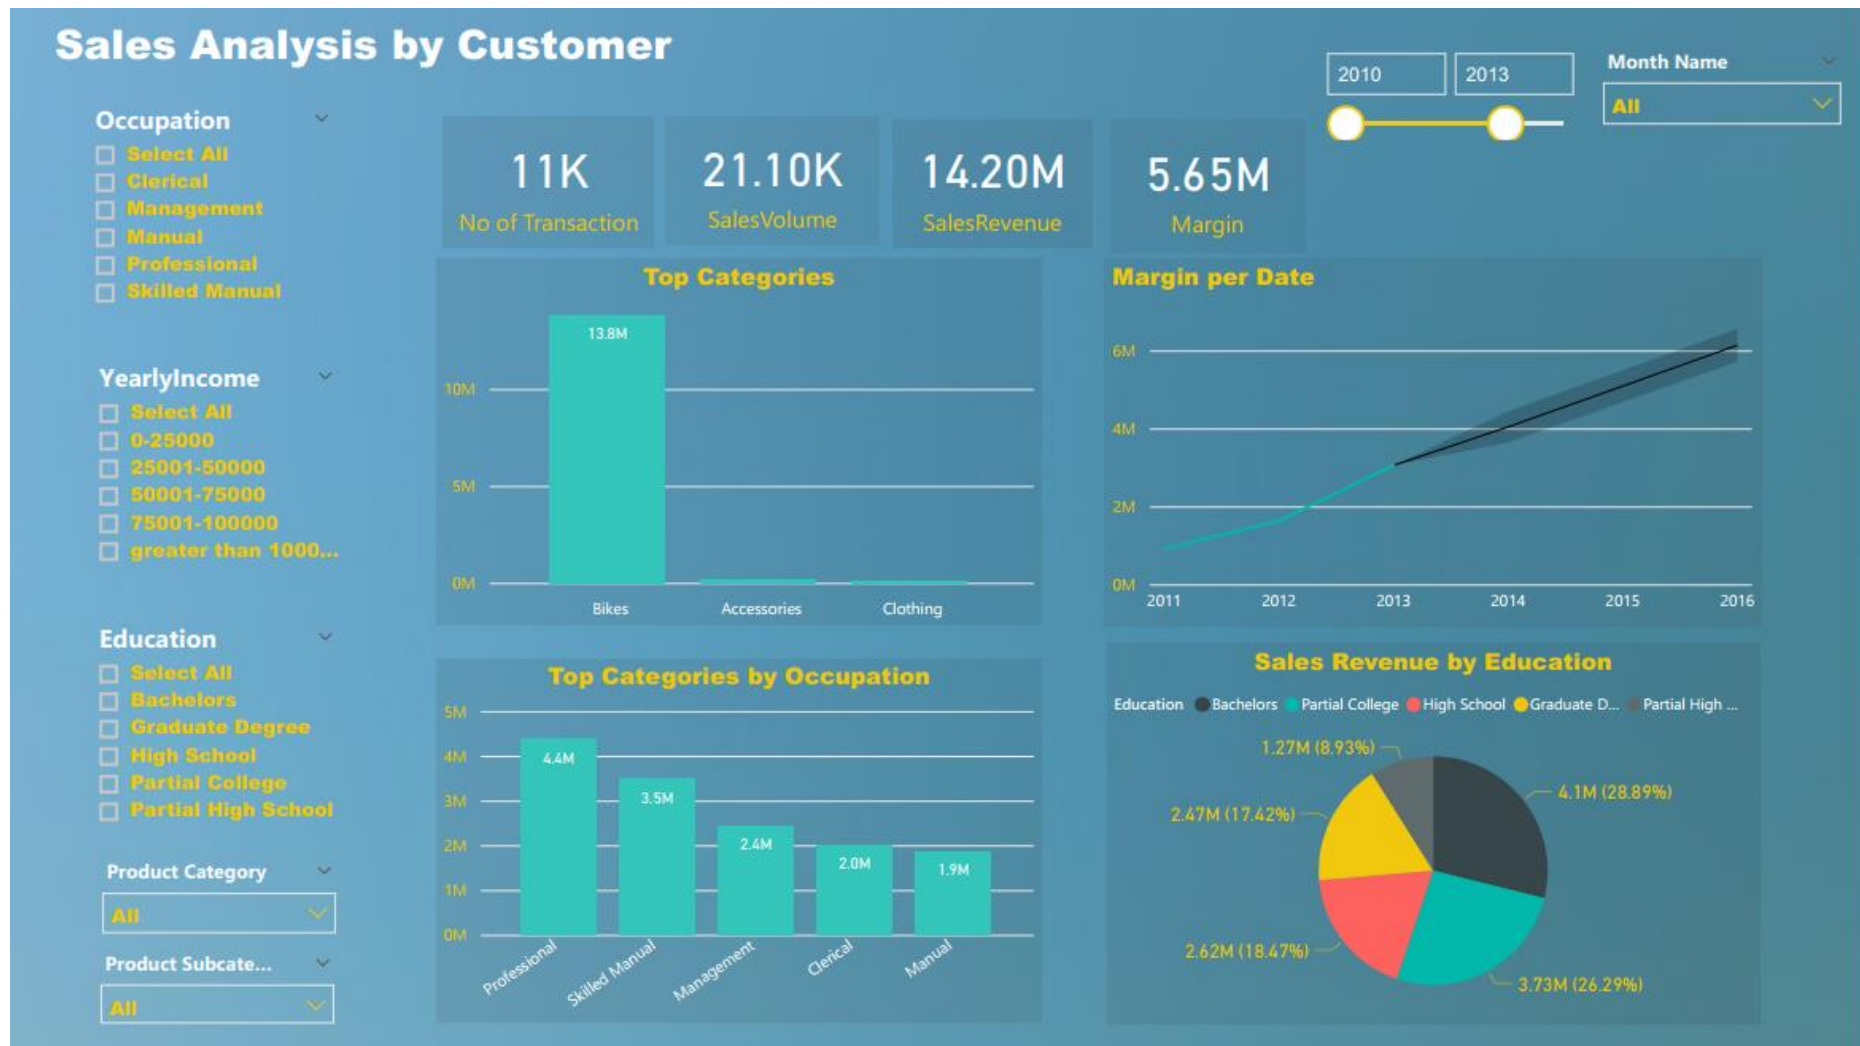 Sales Analysis by Customer
2010
2013
Month Name
All
Occupation
Select All
Clerical
Management
Manual
Professional
Skilled Manual
11K
No of Transaction
21.10K
SalesVolume
14.20M
SalesRevenue
5.65M
Margin
YearlyIncome
Select All
0-25000
25001-50000
50001-75000
75001-100000
greater than 1000...
Education
Select All
Bachelors
Graduate Degree
High School
Partial College
Partial High School
Product Category
All
Product Subcate...
All
Top Categories
10M
5M
0M
13.8M
Bikes
Accessories
Clothing
Margin per Date
6M
4M
2M
0M
2011
2012
2013
2014
2015
2016
Top Categories by Occupation
5M
4M
3M
2M
1M
0M
4.4M
3.5M
2.4M
2.0M
1.9M
Professional
Skilled Manual
Management
Clerical
Manual
Sales Revenue by Education
Education Bachelors Partial College High School Graduate D... Partial High ...
1.27M (8.93%)
4.1M (28.89%)
2.47M (17.42%)
2.62M (18.47%)
3.73M (26.29%)